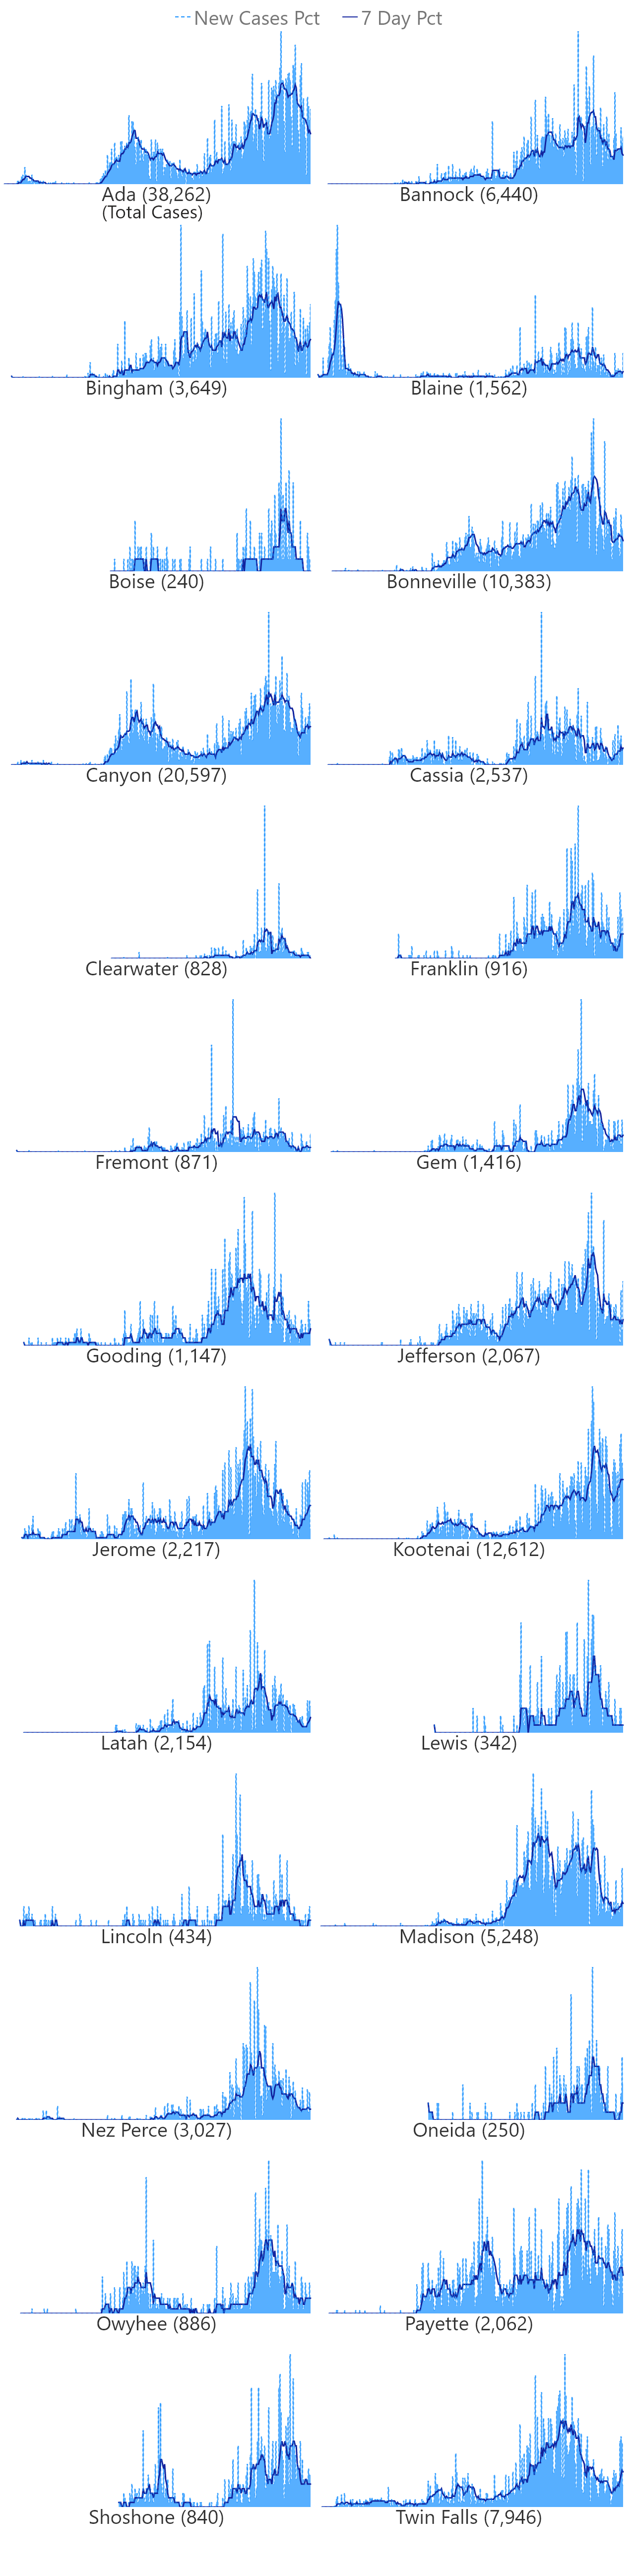 New Cases Pct 7 Day Pct
Ada (38,262)
(Total Cases)
Bannock (6,440)
Bingham (3,649)
Blaine (1,562)
Boise (240)
Bonneville (10,383)
Canyon (20,597)
Cassia (2,537)
Clearwater (828)
Franklin (916)
Fremont (871)
Gem (1,416)
Gooding (1,147)
Jefferson (2,067)
Jerome (2,217)
Kootenai (12,612)
Latah (2,154)
Lewis (342)
Lincoln (434)
Madison (5,248)
Nez Perce (3,027)
Oneida (250)
Owyhee (886)
Payette (2,062)
Shoshone (840)
Twin Falls (7,946)